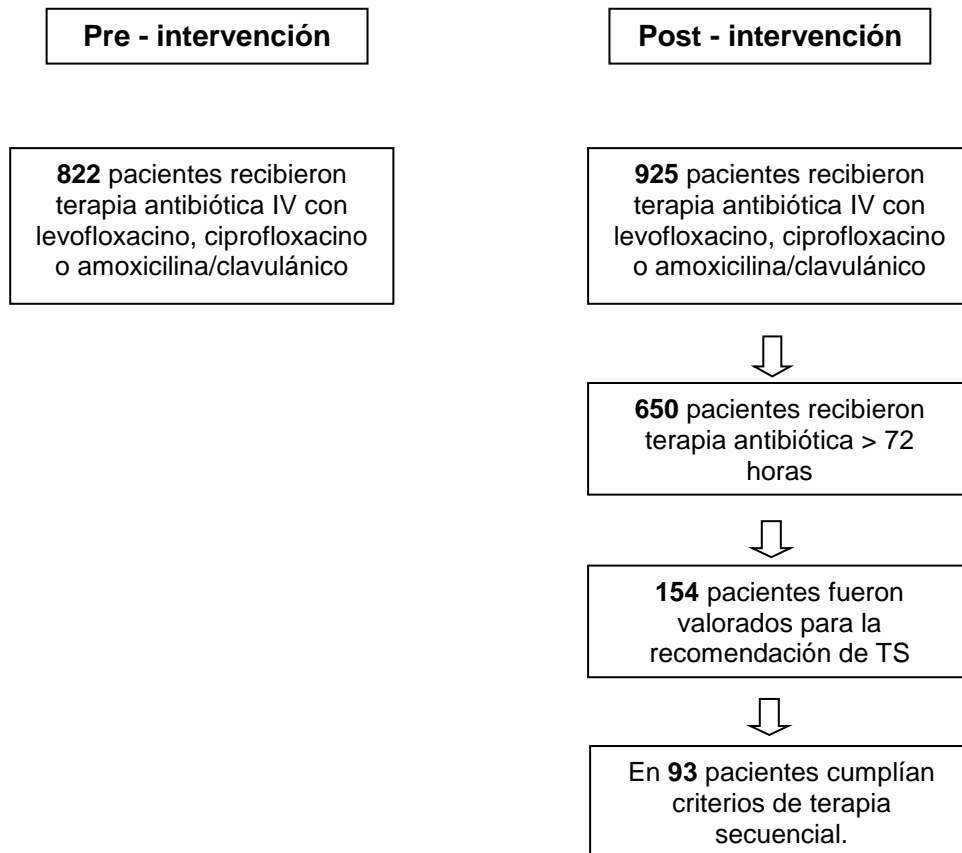 Pre - intervención
Post - intervención
822 pacientes recibieron
terapia antibiótica IV con
levofloxacino, ciprofloxacino
o amoxicilina/clavulánico
925 pacientes recibieron
terapia antibiótica IV con
levofloxacino, ciprofloxacino
o amoxicilina/clavulánico
650 pacientes recibieron
terapia antibiótica > 72
horas
154 pacientes fueron
valorados para la
recomendación de TS
En 93 pacientes cumplían
criterios de terapia
secuencial.